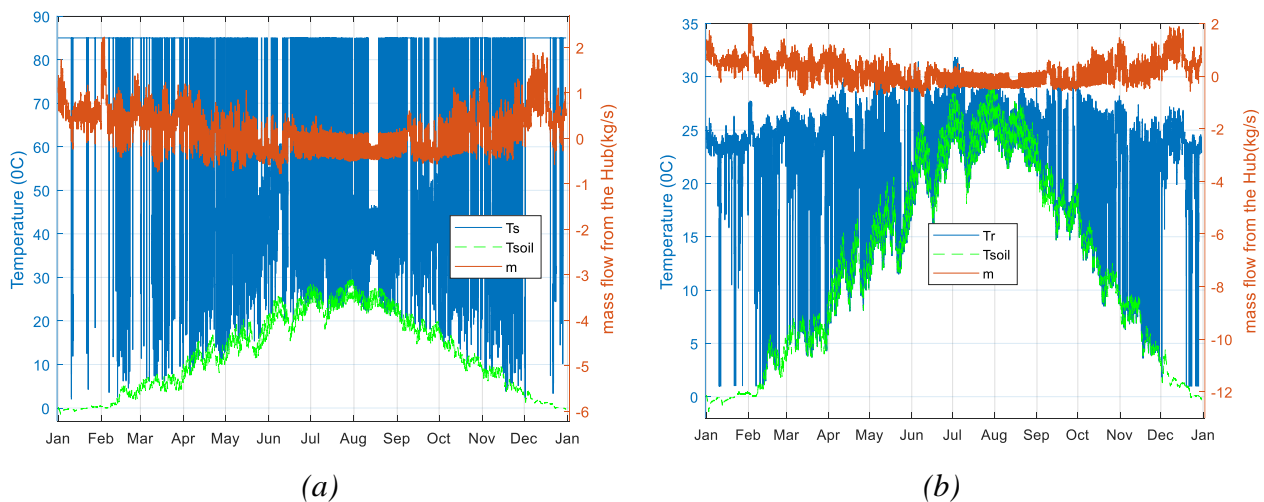 90
80
70
60
50
40
30
20
10
0
Temperature (0C)
2
1
0
-1
-2
-3
-4
-5
-6
mass flow from the Hub(kg/s)
Ts
Tsoil
m
Jan Feb Mar Apr May Jun Jul Aug Sep Oct Nov Dec Jan
(a)
35
30
25
20
15
10
5
0
Temperature (0C)
2
0
-2
-4
-6
-8
-10
-12
mass flow from the Hub(kg/s)
Tr
Tsoil
m
Jan Feb Mar Apr May Jun Jul Aug Sep Oct Nov Dec Jan
(b)